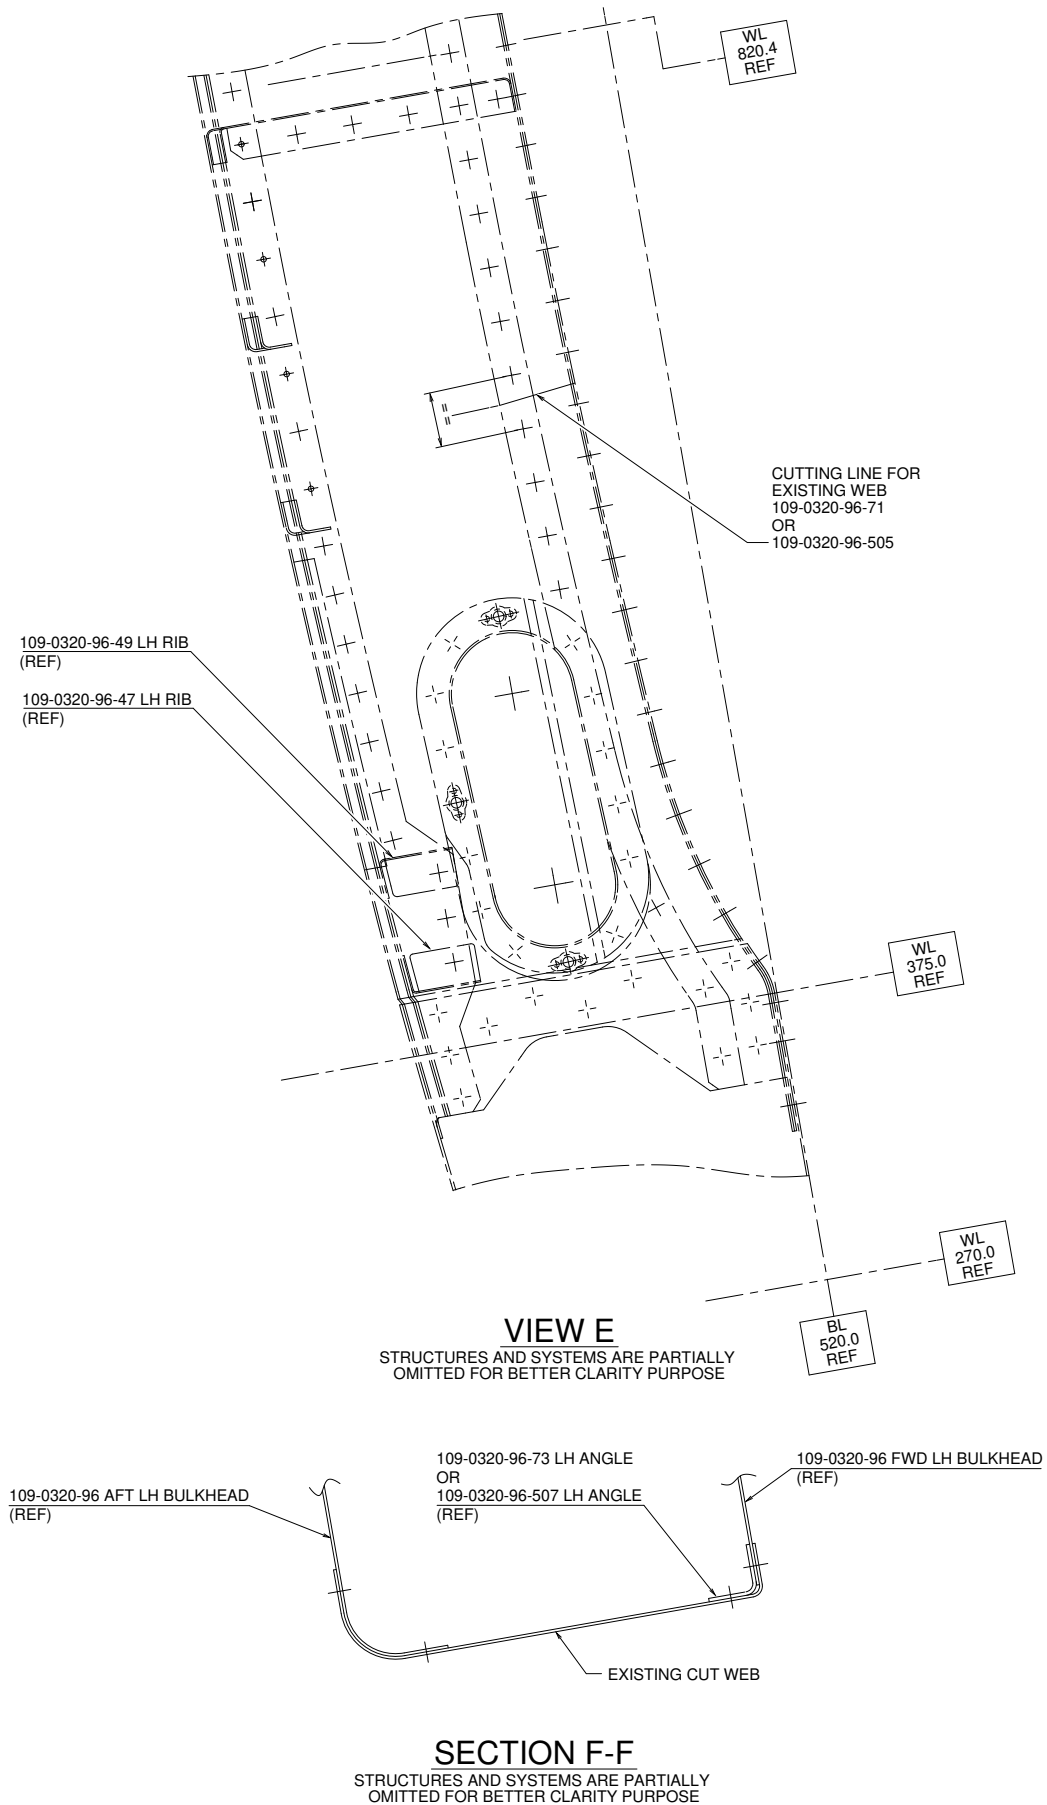 WL
820.4
REF
CUTTING LINE FOR
EXISTING WEB
109-0320-96-71
OR
109-0320-96-505
109-0320-96-49 LH RIB
(REF)
109-0320-96-47 LH RIB
(REF)
WL
375.0
REF
WL
270.0
REF
BL
520.0
REF
VIEW E
STRUCTURES AND SYSTEMS ARE PARTIALLY
OMITTED FOR BETTER CLARITY PURPOSE
109-0320-96-73 LH ANGLE
OR
109-0320-96-507 LH ANGLE
(REF)
109-0320-96 FWD LH BULKHEAD
(REF)
109-0320-96 AFT LH BULKHEAD
(REF)
EXISTING CUT WEB
SECTION F-F
STRUCTURES AND SYSTEMS ARE PARTIALLY
OMITTED FOR BETTER CLARITY PURPOSE